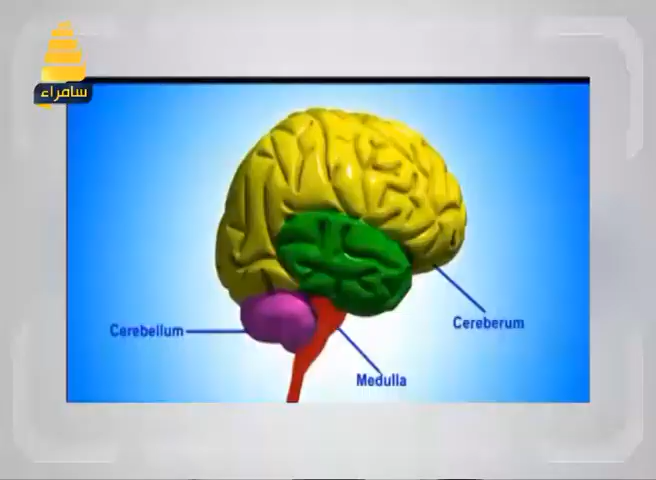 سامراء
Cerebellum
Cereberum
Medulla